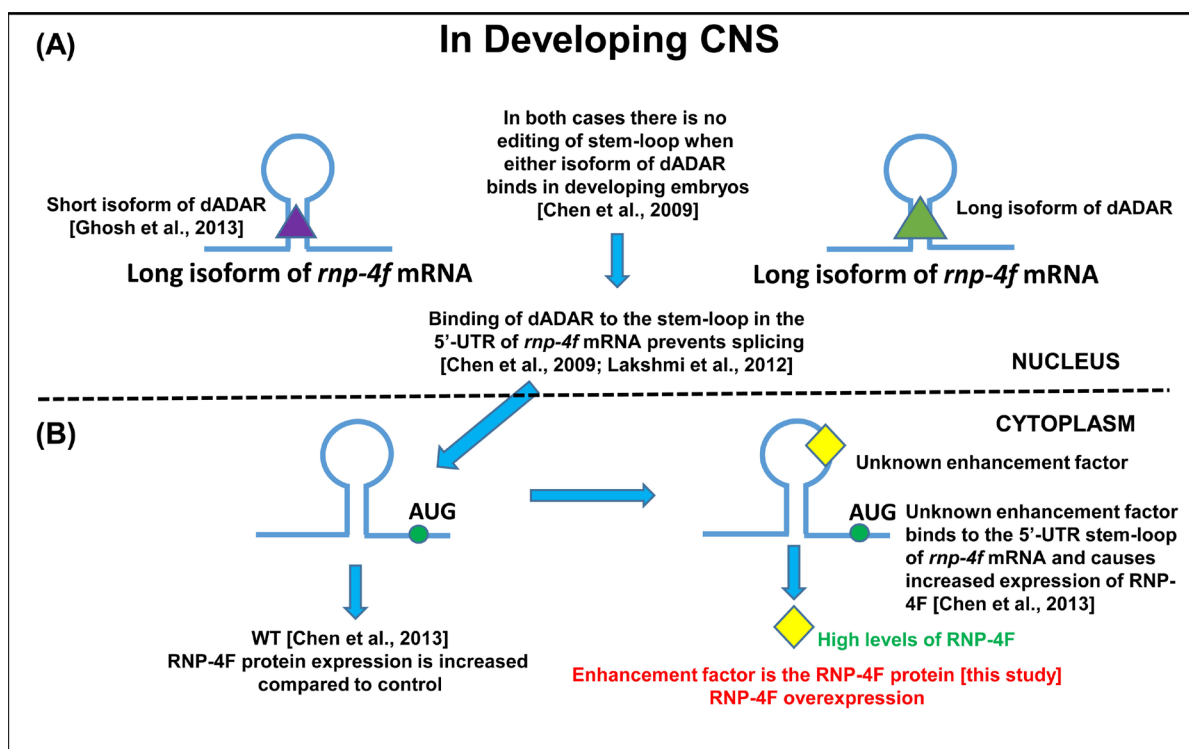 In Developing CNS
(A)
In both cases there is no
editing of stem-loop when
either isoform of dADAR
binds in developing embryos
[Chen et al., 2009]
Short isoform of dADAR
[Ghosh et al., 2013]
Long isoform of dADAR
Long isoform of rnp-4f mRNA
Long isoform of rnp-4f mRNA
Binding of dADAR to the stem-loop in the
5’-UTR of rnp-4f mRNA prevents splicing
[Chen et al., 2009; Lakshmi et al., 2012]
NUCLEUS
CYTOPLASM
(B)
Unknown enhancement factor
AUG
AUG
Unknown enhancement factor
binds to the 5’-UTR stem-loop
of rnp-4f mRNA and causes
increased expression of RNP-
4F [Chen et al., 2013]
WT [Chen et al., 2013]
RNP-4F protein expression is increased
compared to control
High levels of RNP-4F
Enhancement factor is the RNP-4F protein [this study]
RNP-4F overexpression